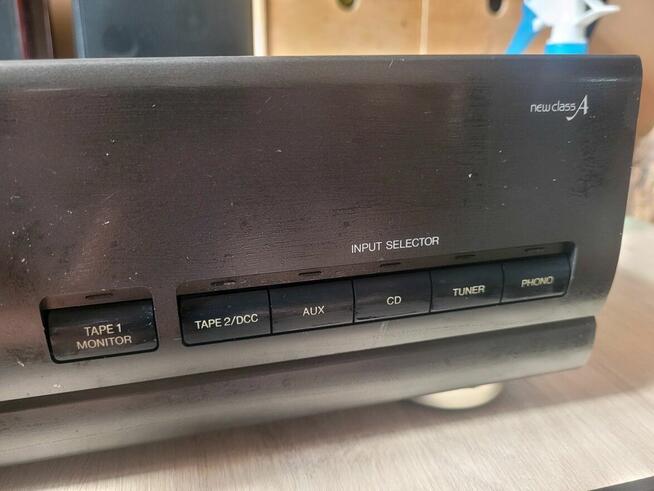 new class A
INPUT SELECTOR
TAPE 1
MONITOR
TAPE 2/DCC
AUX
CD
TUNER
PHONO